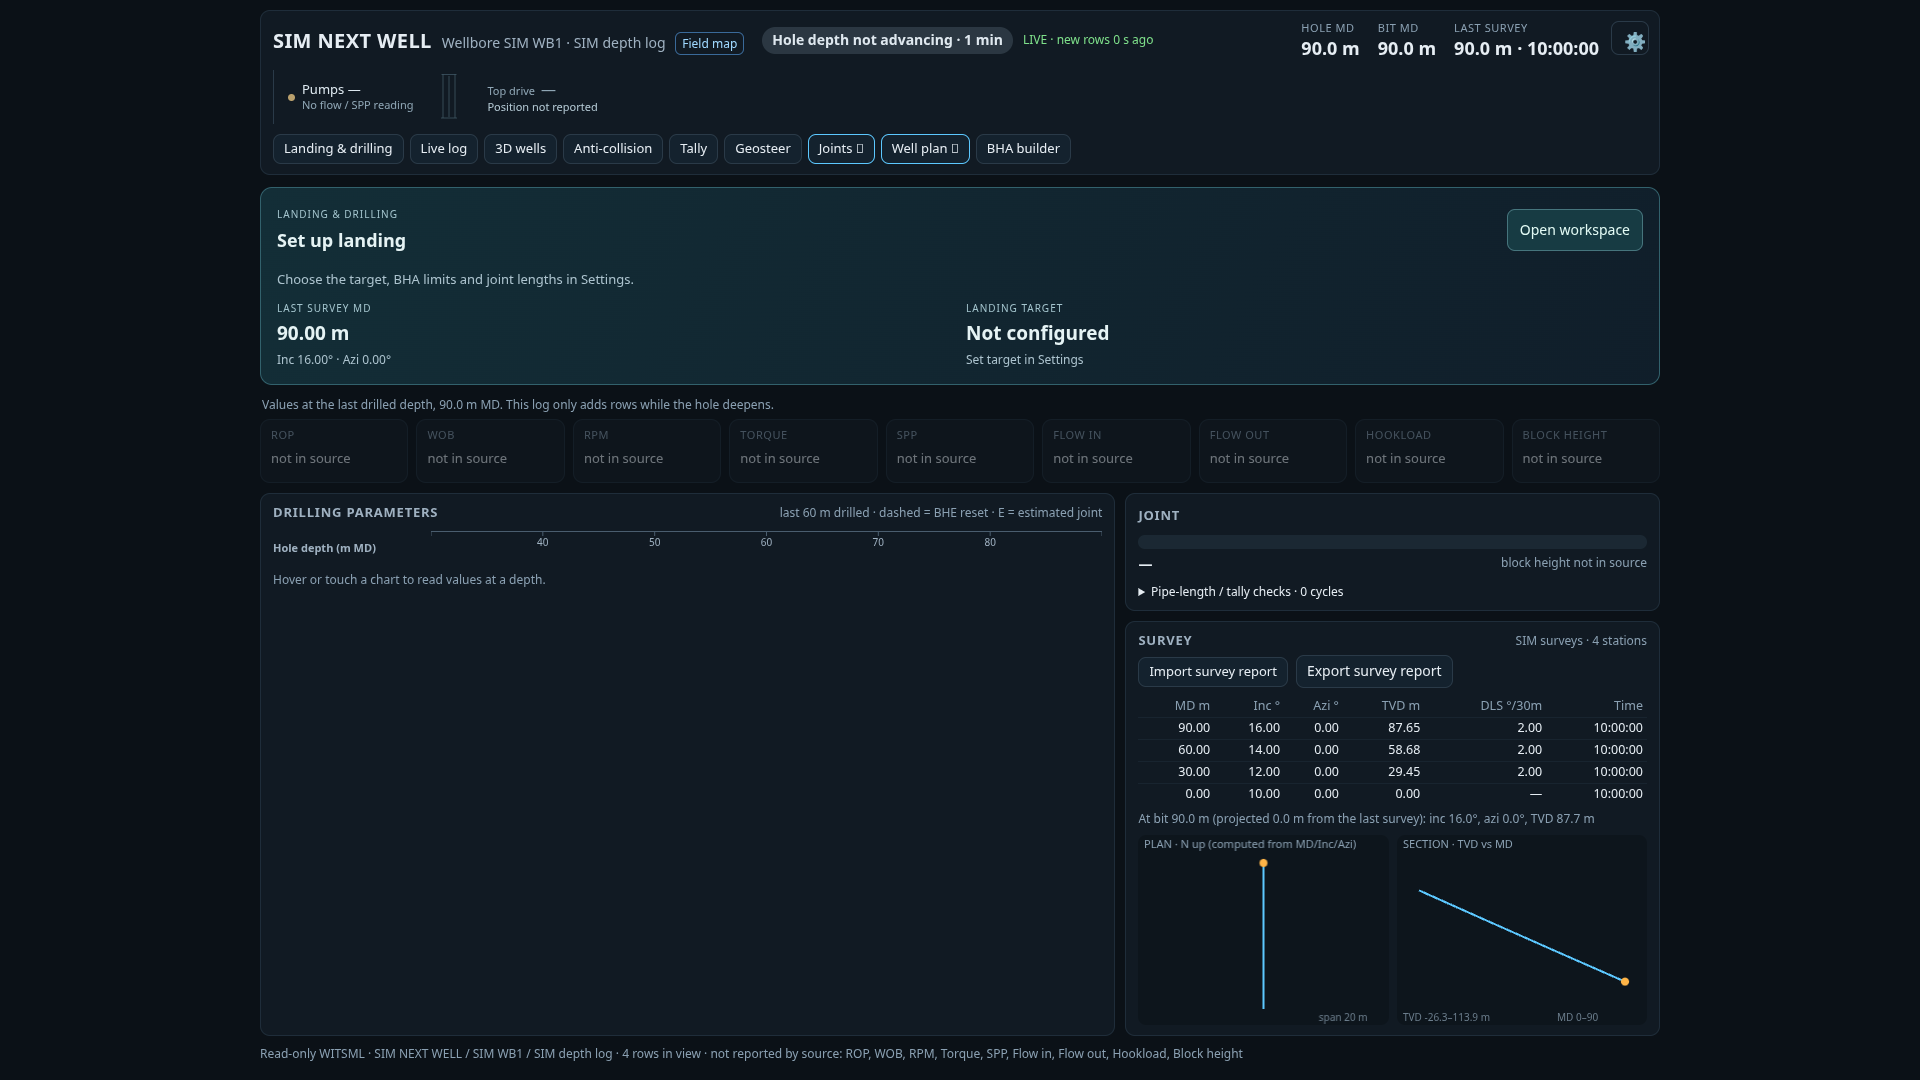 SIM NEXT WELL Wellbore SIM WB1 · SIM depth log Field map Hole depth not advancing · 1 min LIVE · new rows 0 s ago
HOLE MD BIT MD LAST SURVEY
90.0 m 90.0 m 90.0 m · 10:00:00
Pumps —
No flow / SPP reading
Top drive —
Position not reported
Landing & drilling Live log 3D wells Anti-collision Tally Geosteer Joints Well plan BHA builder
LANDING & DRILLING
Set up landing
Open workspace
Choose the target, BHA limits and joint lengths in Settings.
LAST SURVEY MD
90.00 m
Inc 16.00° · Azi 0.00°
LANDING TARGET
Not configured
Set target in Settings
Values at the last drilled depth, 90.0 m MD. This log only adds rows while the hole deepens.
ROP WOB RPM TORQUE SPP FLOW IN FLOW OUT HOOKLOAD BLOCK HEIGHT
not in source not in source not in source not in source not in source not in source not in source not in source not in source
DRILLING PARAMETERS last 60 m drilled · dashed = BHE reset · E = estimated joint
Hole depth (m MD) 40 50 60 70 80
Hover or touch a chart to read values at a depth.
JOINT
— block height not in source
▶ Pipe-length / tally checks · 0 cycles
SURVEY SIM surveys · 4 stations
Import survey report Export survey report
MD m Inc ° Azi ° TVD m DLS °/30m Time
90.00 16.00 0.00 87.65 2.00 10:00:00
60.00 14.00 0.00 58.68 2.00 10:00:00
30.00 12.00 0.00 29.45 2.00 10:00:00
0.00 10.00 0.00 0.00 — 10:00:00
At bit 90.0 m (projected 0.0 m from the last survey): inc 16.0°, azi 0.0°, TVD 87.7 m
PLAN · N up (computed from MD/Inc/Azi)
span 20 m
SECTION · TVD vs MD
TVD -26.3–113.9 m MD 0–90
Read-only WITSML · SIM NEXT WELL / SIM WB1 / SIM depth log · 4 rows in view · not reported by source: ROP, WOB, RPM, Torque, SPP, Flow in, Flow out, Hookload, Block height